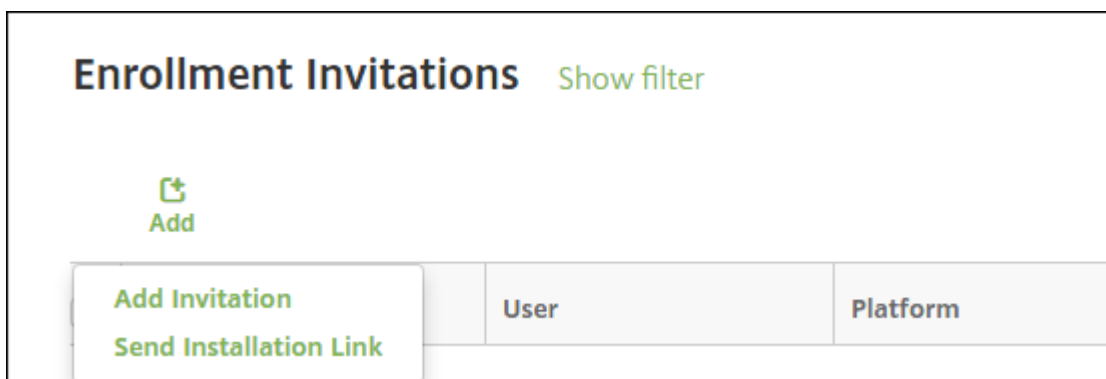 Enrollment Invitations Show filter
Add
Add Invitation
User Platform
Send Installation Link